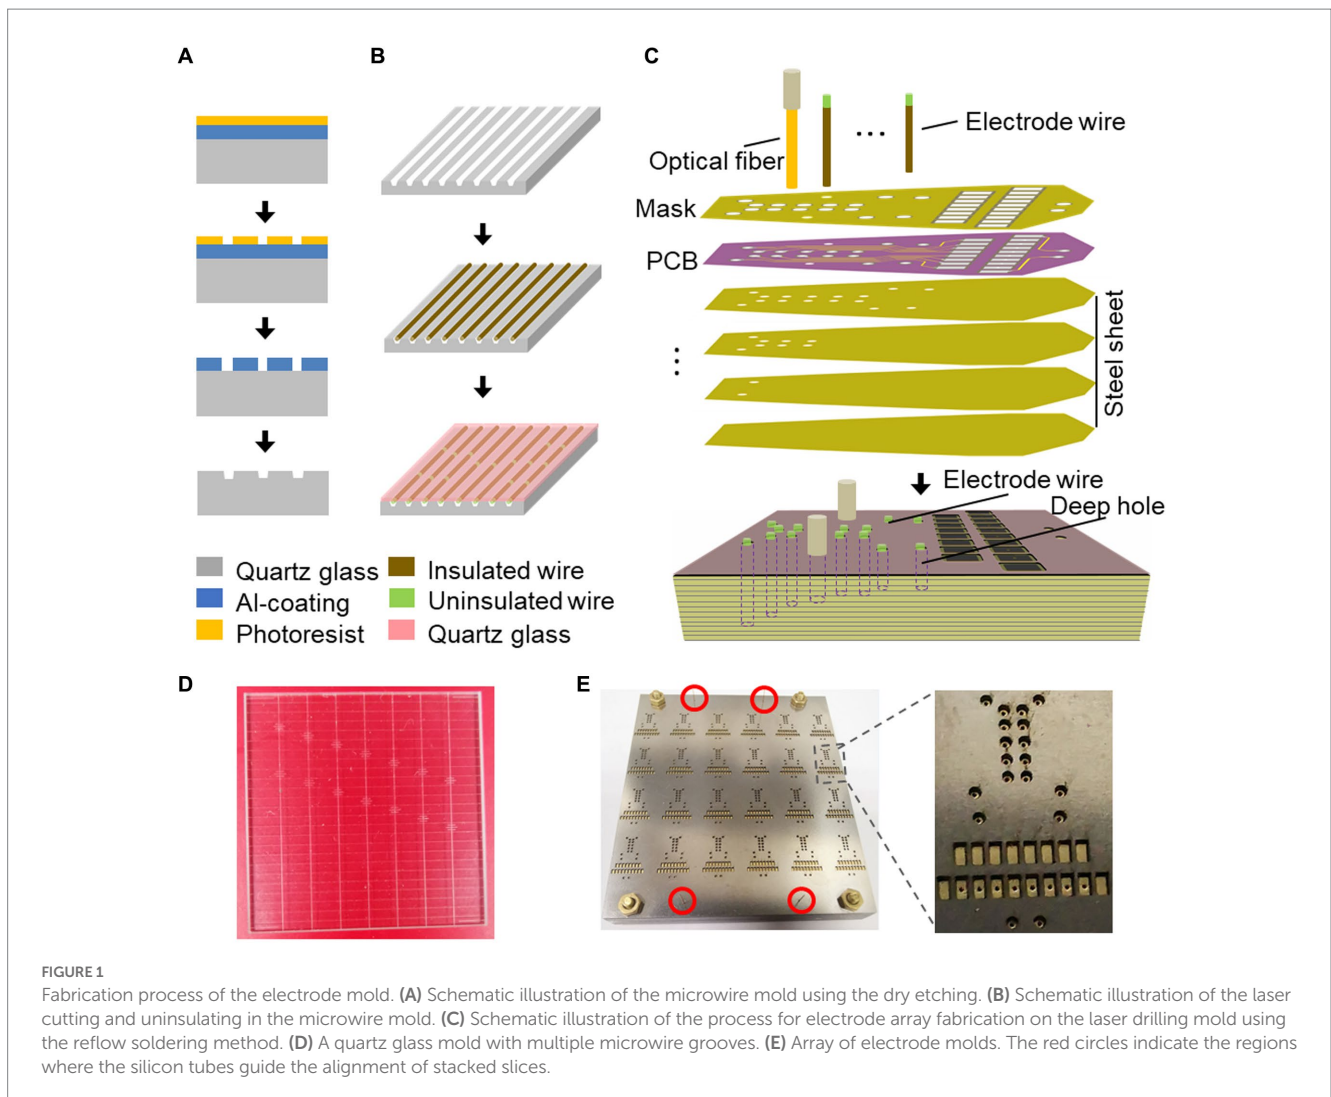 A
B
C
Electrode wire
Optical fiber
Mask
PCB
Steel sheet
Electrode wire
Deep hole
Quartz glass
Al-coating
Photoresist
Insulated wire
Uninsulated wire
Quartz glass
D
E
FIGURE 1
Fabrication process of the electrode mold. (A) Schematic illustration of the microwire mold using the dry etching. (B) Schematic illustration of the laser
cutting and uninsulating in the microwire mold. (C) Schematic illustration of the process for electrode array fabrication on the laser drilling mold using
the reflow soldering method. (D) A quartz glass mold with multiple microwire grooves. (E) Array of electrode molds. The red circles indicate the regions
where the silicon tubes guide the alignment of stacked slices.